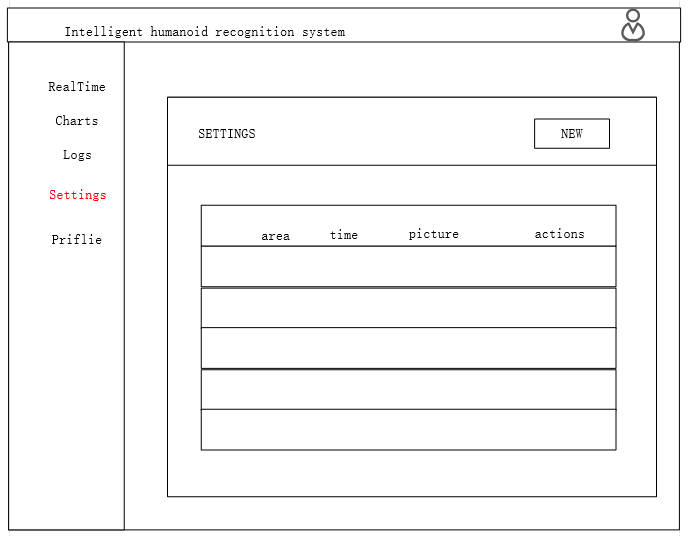 Intelligent humanoid recognition system
RealTime
Charts
Logs
Settings
Priflie
SETTINGS
NEW
area time picture actions